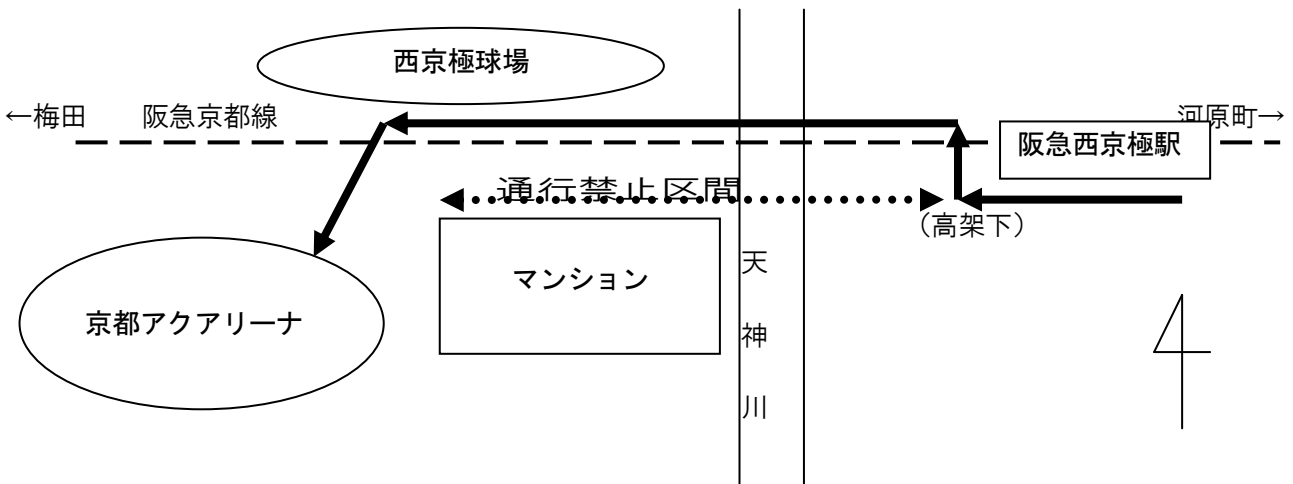 西京極球場
←梅田
阪急京都線
河原町→
阪急西京極駅
通行禁止区間
(高架下)
マンション
天神川
京都アクアリーナ